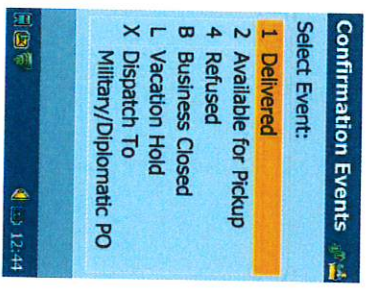 Confirmation Events
Select Event:
1 Delivered
2 Available for Pickup
4 Refused
B Business Closed
L Vacation Hold
X Dispatch To
Military/Diplomatic PO
12:44